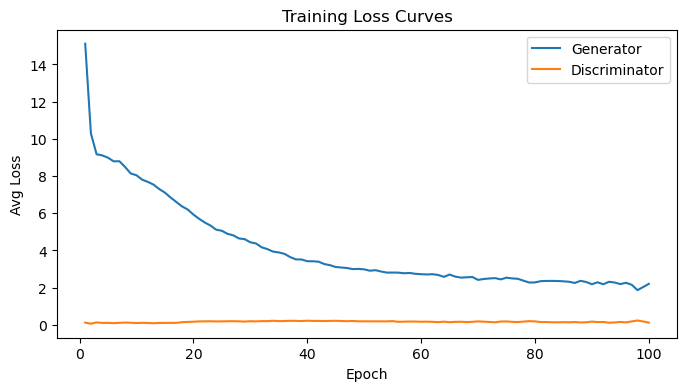 Training Loss Curves
Generator
Discriminator
14
12
10
8
6
4
2
0
Avg Loss
0 20 40 60 80 100
Epoch